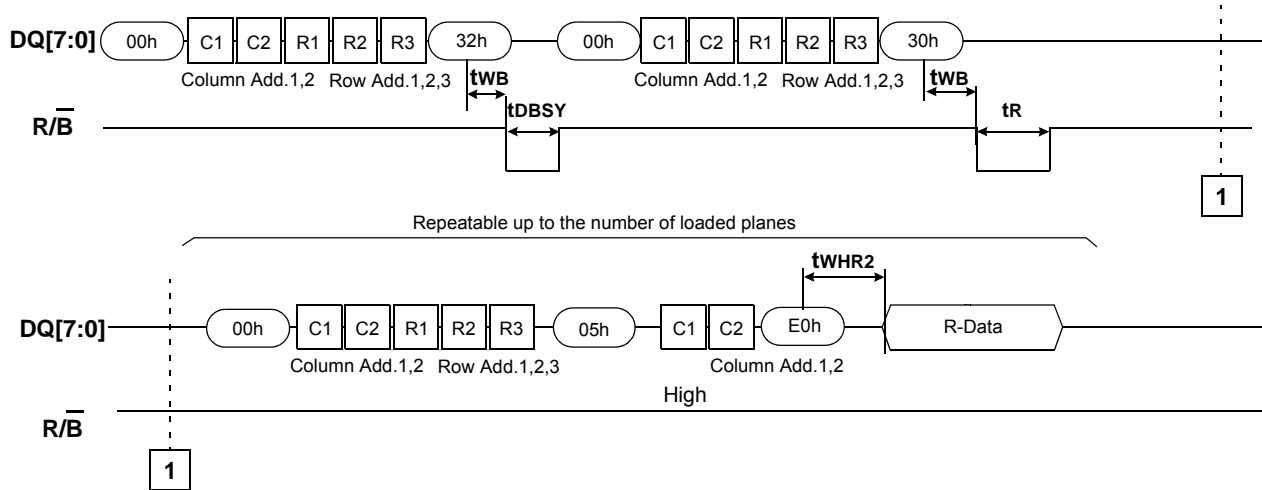 DQ[7:0] 00h C1 C2 R1 R2 R3 32h 00h C1 C2 R1 R2 R3 30h
Column Add.1,2 Row Add.1,2,3 tWB Column Add.1,2 Row Add.1,2,3 tWB
tDBSY tR
R/B̅
1
Repeatable up to the number of loaded planes
tWHR2
DQ[7:0] 00h C1 C2 R1 R2 R3 05h C1 C2 E0h R-Data
Column Add.1,2 Row Add.1,2,3 Column Add.1,2
High
R/B̅
1